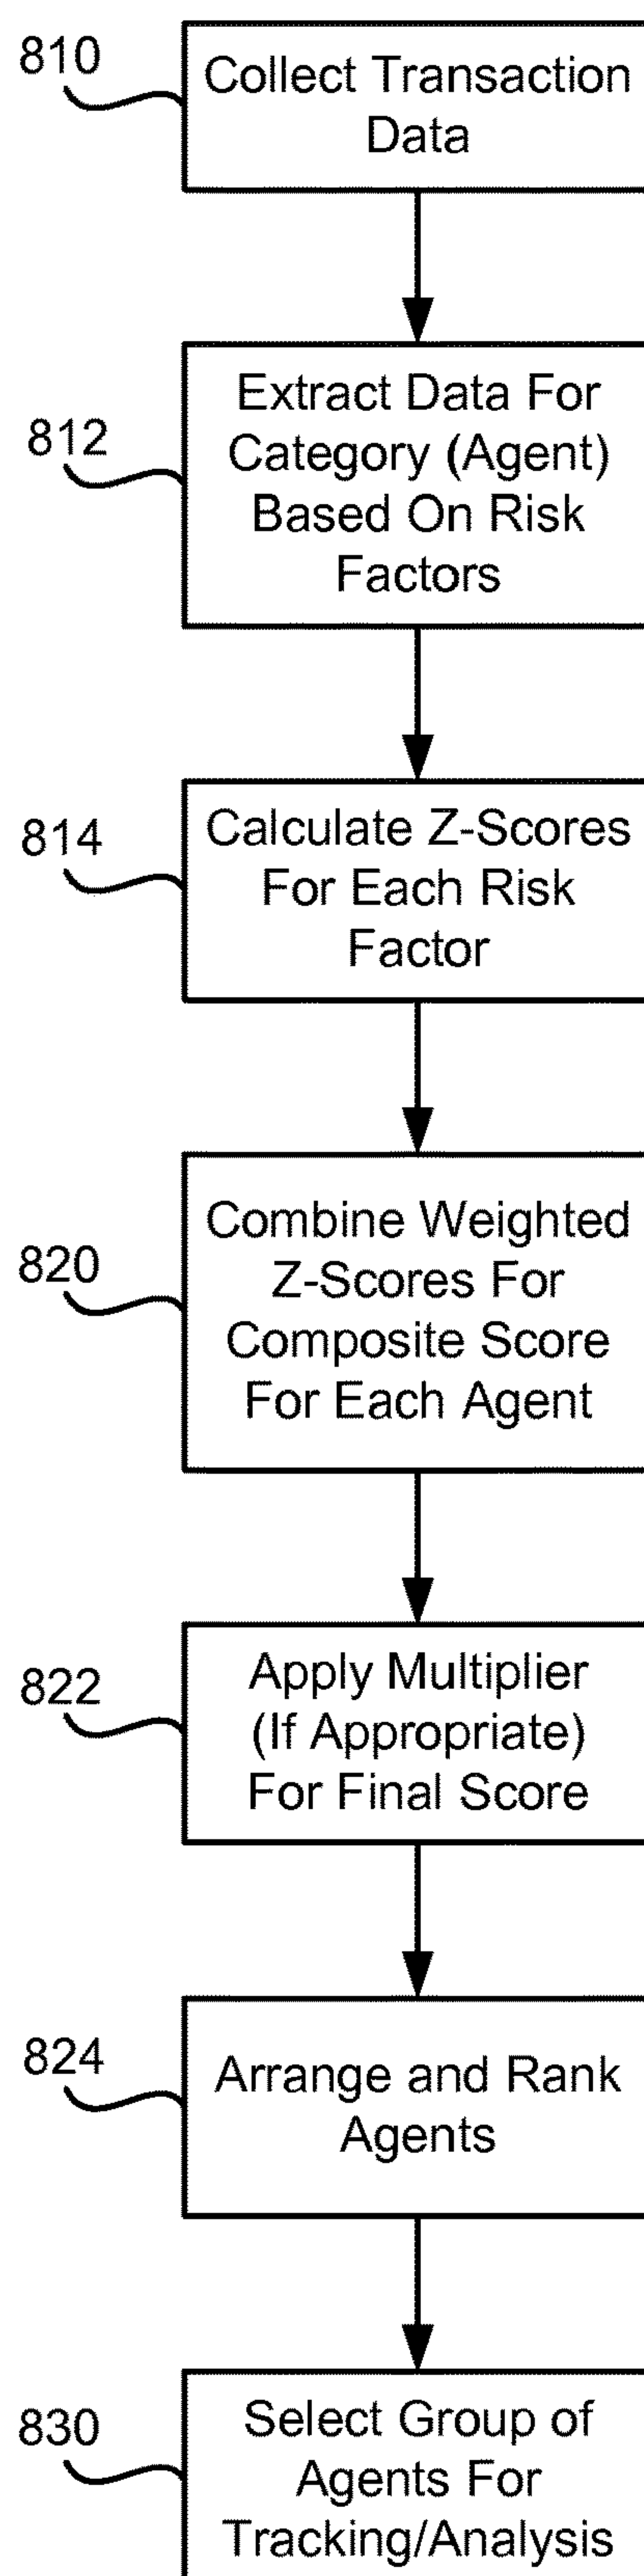 810
Collect Transaction
Data
812
Extract Data For
Category (Agent)
Based On Risk
Factors
814
Calculate Z-Scores
For Each Risk
Factor
820
Combine Weighted
Z-Scores For
Composite Score
For Each Agent
822
Apply Multiplier
(If Appropriate)
For Final Score
824
Arrange and Rank
Agents
830
Select Group of
Agents For
Tracking/Analysis